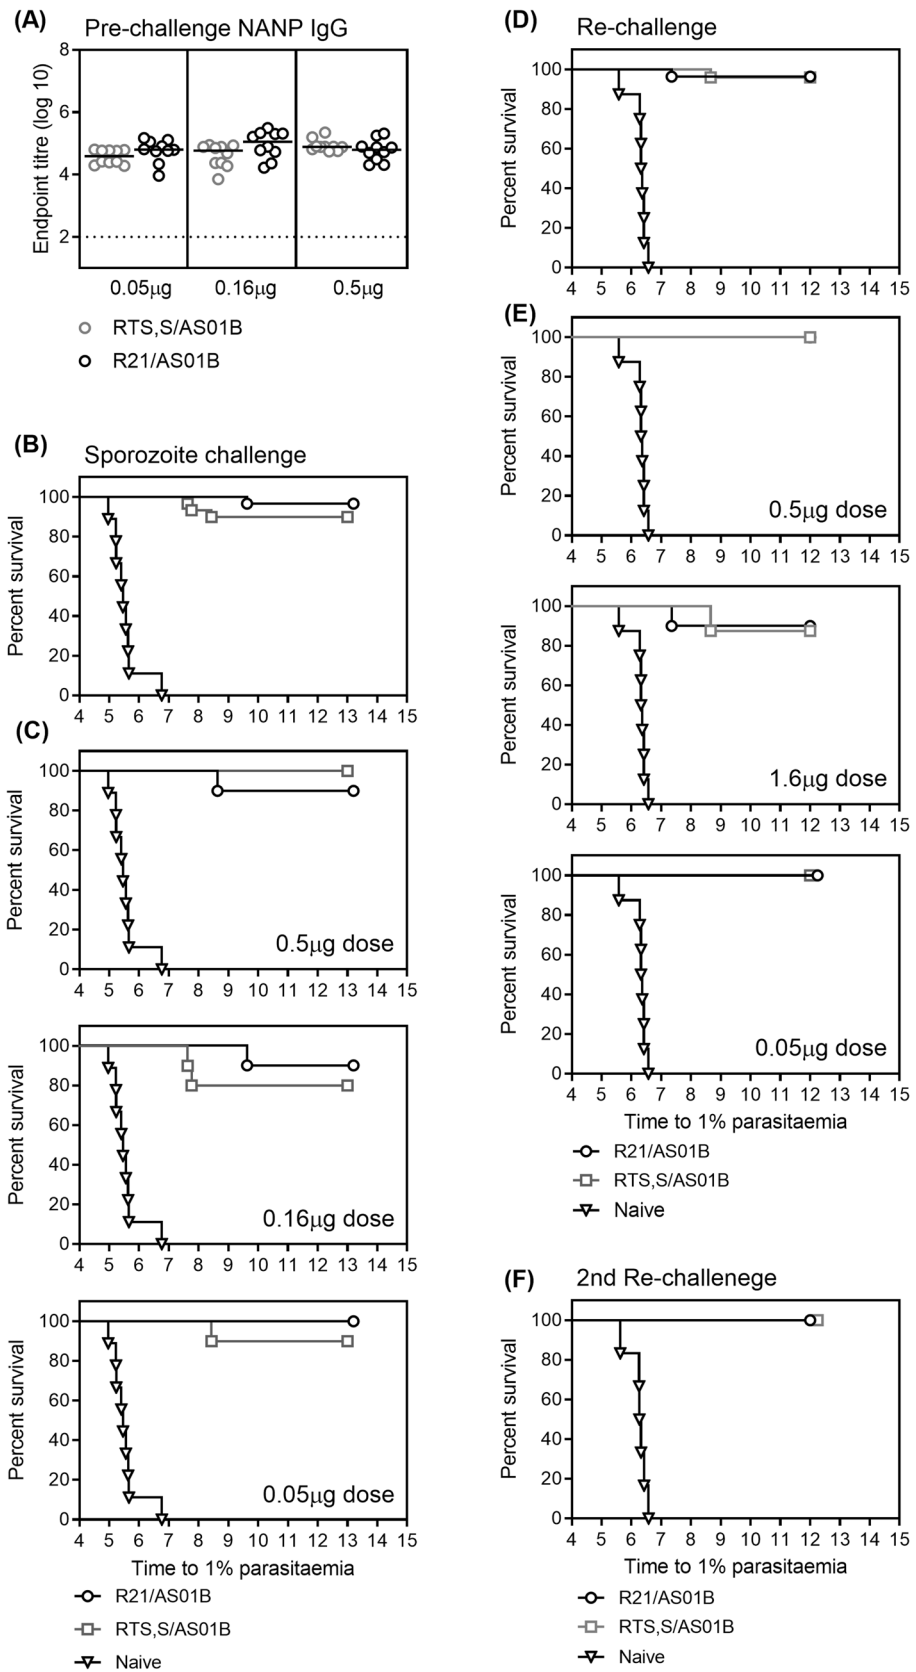 (A)
Pre-challenge NANP IgG
Endpoint titre (log 10)
8
6
4
2
0.05µg 0.16µg 0.5µg
RTS,S/AS01B
R21/AS01B
(B)
Sporozoite challenge
Percent survival
100
80
60
40
20
0
4 5 6 7 8 9 10 11 12 13 14 15
(C)
Percent survival
100
80
60
40
20
0
0.5µg dose
4 5 6 7 8 9 10 11 12 13 14 15
Percent survival
100
80
60
40
20
0
0.16µg dose
4 5 6 7 8 9 10 11 12 13 14 15
Percent survival
100
80
60
40
20
0
0.05µg dose
4 5 6 7 8 9 10 11 12 13 14 15
Time to 1% parasitaemia
R21/AS01B
RTS,S/AS01B
Naive
(D)
Re-challenge
Percent survival
100
80
60
40
20
0
4 5 6 7 8 9 10 11 12 13 14 15
(E)
Percent survival
100
80
60
40
20
0
0.5µg dose
4 5 6 7 8 9 10 11 12 13 14 15
Percent survival
100
80
60
40
20
0
1.6µg dose
4 5 6 7 8 9 10 11 12 13 14 15
Percent survival
100
80
60
40
20
0
0.05µg dose
4 5 6 7 8 9 10 11 12 13 14 15
Time to 1% parasitaemia
R21/AS01B
RTS,S/AS01B
Naive
(F)
2nd Re-challenege
Percent survival
100
80
60
40
20
0
4 5 6 7 8 9 10 11 12 13 14 15
R21/AS01B
RTS,S/AS01B
Naive